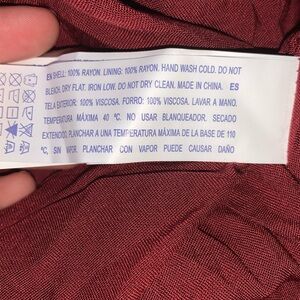 EN SHELL: 100% RAYON. LINING: 100% RAYON. HAND WASH COLD. DO NOT
BLEACH. DRY FLAT. IRON LOW. DO NOT DRY CLEAN. MADE IN CHINA. ES
TELA EXTERIOR: 100% VISCOSA. FORRO: 100% VISCOSA. LAVAR A MANO.
TEMPERATURA MÁXIMA 40 ºC. NO USAR BLANQUEADOR. SECADO
EXTENDIDO. PLANCHAR A UNA TEMPERATURA MÁXIMA DE LA BASE DE 110
ºC, SIN VAPOR. PLANCHAR CON VAPOR PUEDE CAUSAR DAÑO